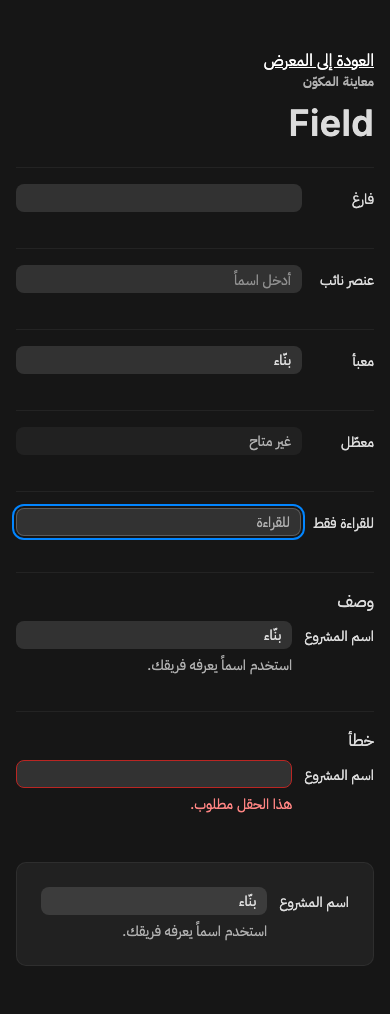 العودة إلى المعرض
معاينة المكوّن
Field
فارغ
عنصر نائب
أدخل اسماً
معبأ
بنّاء
معطّل
غير متاح
للقراءة فقط
للقراءة
وصف
اسم المشروع
بنّاء
استخدم اسماً يعرفه فريقك.
خطأ
اسم المشروع
هذا الحقل مطلوب.
اسم المشروع
بنّاء
استخدم اسماً يعرفه فريقك.